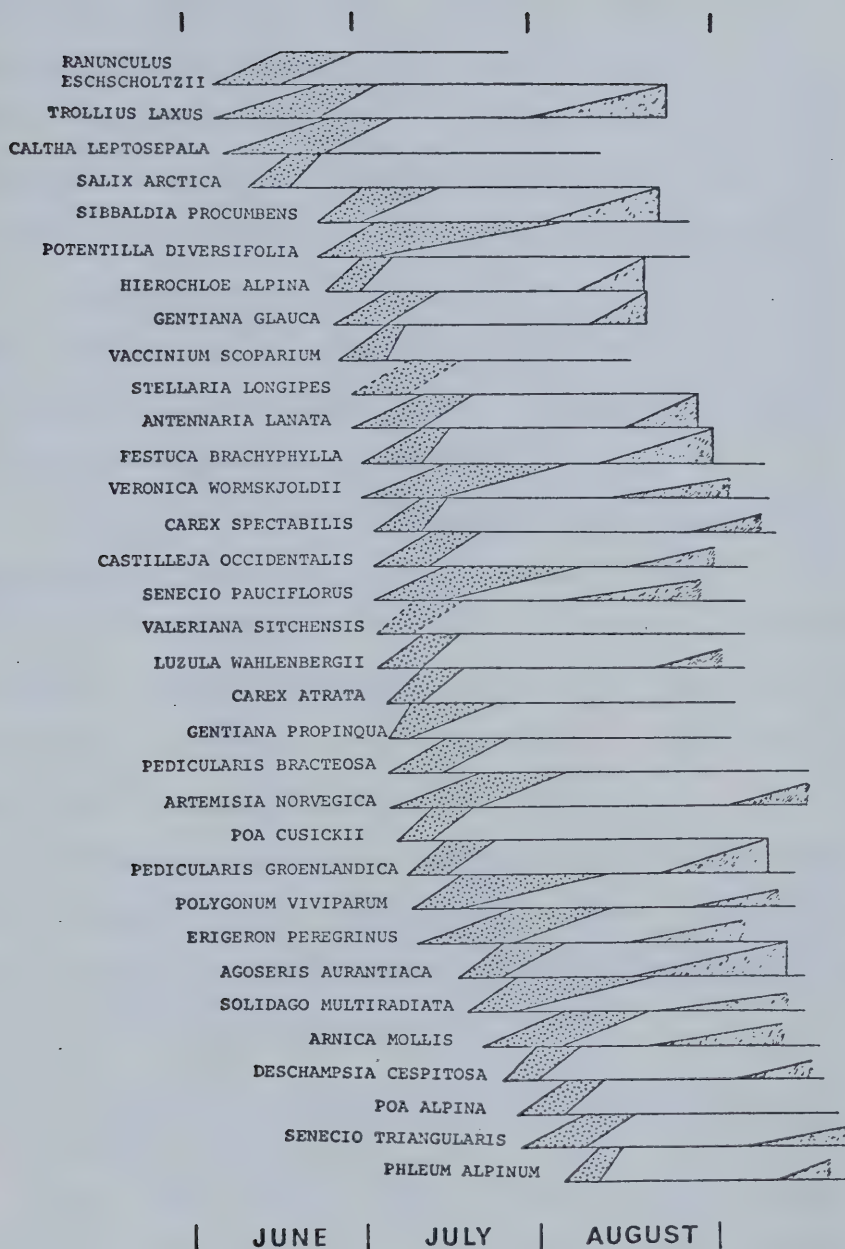 RANUNCULUS
ESCHSCHOLTZII
TROLLIUS LAXUS
CALTHA LEPTOSEPALA
SALIX ARCTICA
SIBBALDIA PROCUMBENS
POTENTILLA DIVERSIFOLIA
HIEROCHLOE ALPINA
GENTIANA GLAUCA
VACCINIUM SCOPARIUM
STELLARIA LONGIPES
ANTENNARIA LANATA
FESTUCA BRACHYPHYLLA
VERONICA WORMSKJOLDII
CAREX SPECTABILIS
CASTILLEJA OCCIDENTALIS
SENECIO PAUCIFLORUS
VALERIANA SITCHENSIS
LUZULA WAHLENBERGII
CAREX ATRATA
GENTIANA PROPINQUA
PEDICULARIS BRACTEOSA
ARTEMISIA NORVEGICA
POA CUSICKII
PEDICULARIS GROENLANDICA
POLYGONUM VIVIPARUM
ERIGERON PEREGRINUS
AGOSERIS AURANTIACA
SOLIDAGO MULTIRADIATA
ARNICA MOLLIS
DESCHAMPSIA CESPITOSA
POA ALPINA
SENECIO TRIANGULARIS
PHLEUM ALPINUM
JUNE JULY AUGUST